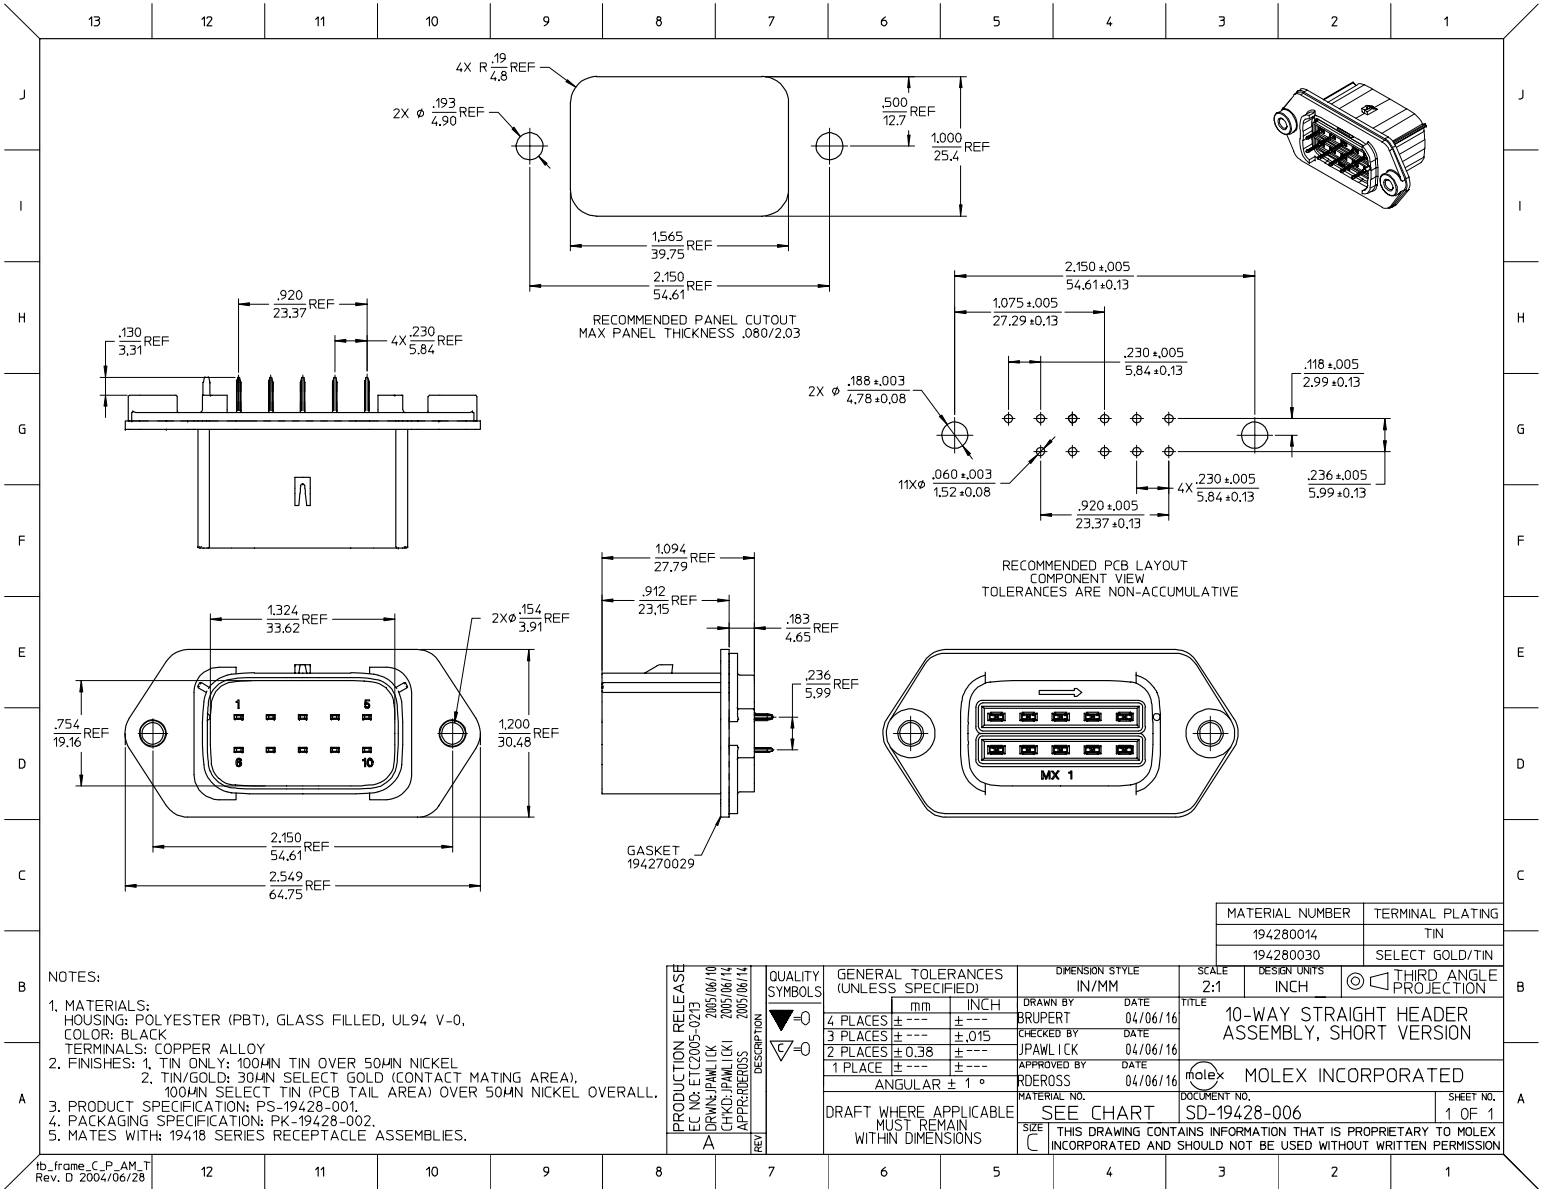 13 12 11 10 9 8 7 6 5 4 3 2 1
J
I
H
G
F
E
D
C
B
A
4X R .19 / 4.8 REF
2X ⌀ .193 / 4.90 REF
.500 / 12.7 REF
1.000 / 25.4 REF
1.565 / 39.75 REF
2.150 / 54.61 REF
RECOMMENDED PANEL CUTOUT
MAX PANEL THICKNESS .080/2.03
.920 / 23.37 REF
.130 / 3.31 REF
4X .230 / 5.84 REF
2.150 ±.005 / 54.61 ±0.13
1.075 ±.005 / 27.29 ±0.13
.230 ±.005 / 5.84 ±0.13
.118 ±.005 / 2.99 ±0.13
2X ⌀ .188 ±.003 / 4.78 ±0.08
11X⌀ .060 ±.003 / 1.52 ±0.08
4X .230 ±.005 / 5.84 ±0.13
.236 ±.005 / 5.99 ±0.13
.920 ±.005 / 23.37 ±0.13
RECOMMENDED PCB LAYOUT
COMPONENT VIEW
TOLERANCES ARE NON-ACCUMULATIVE
1.324 / 33.62 REF
2X⌀ .154 / 3.91 REF
.754 / 19.16 REF
1.200 / 30.48 REF
1 5
6 10
2.150 / 54.61 REF
2.549 / 64.75 REF
1.094 / 27.79 REF
.912 / 23.15 REF
.183 / 4.65 REF
.236 / 5.99 REF
GASKET
194270029
MX 1
MATERIAL NUMBER TERMINAL PLATING
194280014 TIN
194280030 SELECT GOLD/TIN
NOTES:
1. MATERIALS:
HOUSING: POLYESTER (PBT), GLASS FILLED, UL94 V-0,
COLOR: BLACK
TERMINALS: COPPER ALLOY
2. FINISHES: 1. TIN ONLY: 100µIN TIN OVER 50µIN NICKEL
2. TIN/GOLD: 30µIN SELECT GOLD (CONTACT MATING AREA),
100µIN SELECT TIN (PCB TAIL AREA) OVER 50µIN NICKEL OVERALL.
3. PRODUCT SPECIFICATION: PS-19428-001.
4. PACKAGING SPECIFICATION: PK-19428-002.
5. MATES WITH: 19418 SERIES RECEPTACLE ASSEMBLIES.
PRODUCTION RELEASE
EC NO: ETC2005-0213
DRWN:JPAWLICK 2005/06/10
CH'KD:JPAWLICKI 2005/06/14
APPR:RDEROSS 2005/06/14
A
REV DESCRIPTION
QUALITY
SYMBOLS
=0
C =0
GENERAL TOLERANCES
(UNLESS SPECIFIED)
mm INCH
4 PLACES ±--- ±---
3 PLACES ±--- ±.015
2 PLACES ±0.38 ±---
1 PLACE ±--- ±---
ANGULAR ± 1 °
DRAFT WHERE APPLICABLE
MUST REMAIN
WITHIN DIMENSIONS
DIMENSION STYLE
IN/MM
DRAWN BY DATE
BRUPERT 04/06/16
CHECKED BY DATE
JPAWLICK 04/06/16
APPROVED BY DATE
RDEROSS 04/06/16
MATERIAL NO.
SEE CHART
SCALE
2:1
DESIGN UNITS
INCH
THIRD ANGLE
PROJECTION
TITLE
10-WAY STRAIGHT HEADER
ASSEMBLY, SHORT VERSION
molex MOLEX INCORPORATED
DOCUMENT NO.
SD-19428-006
SHEET NO.
1 OF 1
SIZE
C
THIS DRAWING CONTAINS INFORMATION THAT IS PROPRIETARY TO MOLEX
INCORPORATED AND SHOULD NOT BE USED WITHOUT WRITTEN PERMISSION
tb_frame_C_P_AM_T
Rev. D 2004/06/28
12 11 10 9 8 7 6 5 4 3 2 1
J
I
H
G
F
E
D
C
B
A